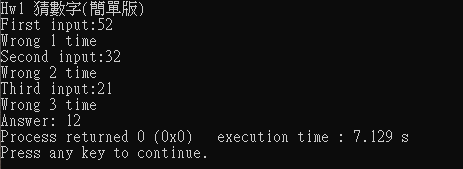 Hw1 猜數字(簡單版)
First input:52
Wrong 1 time
Second input:32
Wrong 2 time
Third input:21
Wrong 3 time
Answer: 12
Process returned 0 (0x0)   execution time : 7.129 s
Press any key to continue.